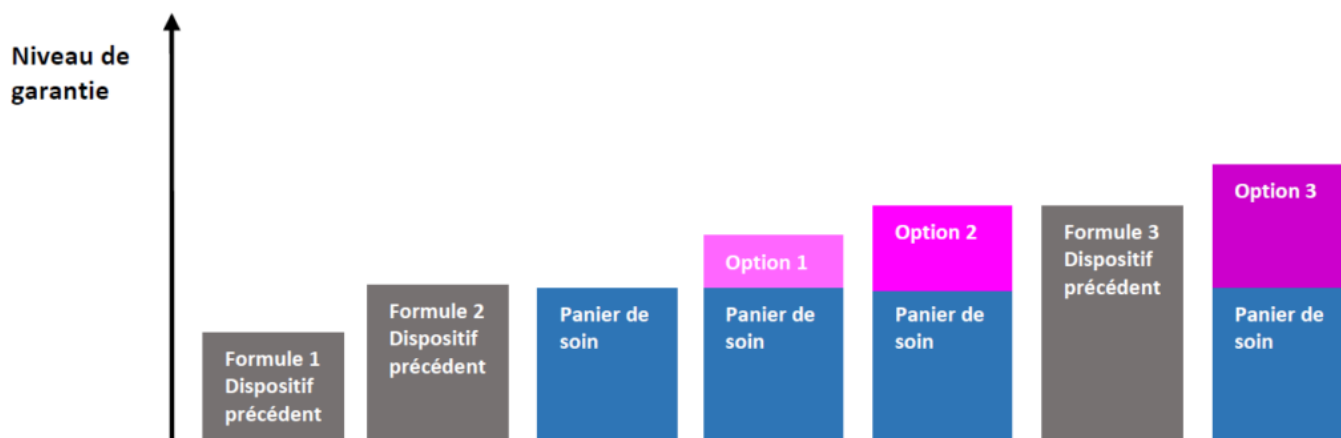 Niveau de
garantie
Formule 1
Dispositif
précédent
Formule 2
Dispositif
précédent
Panier de
soin
Option 1
Panier de
soin
Option 2
Panier de
soin
Formule 3
Dispositif
précédent
Option 3
Panier de
soin